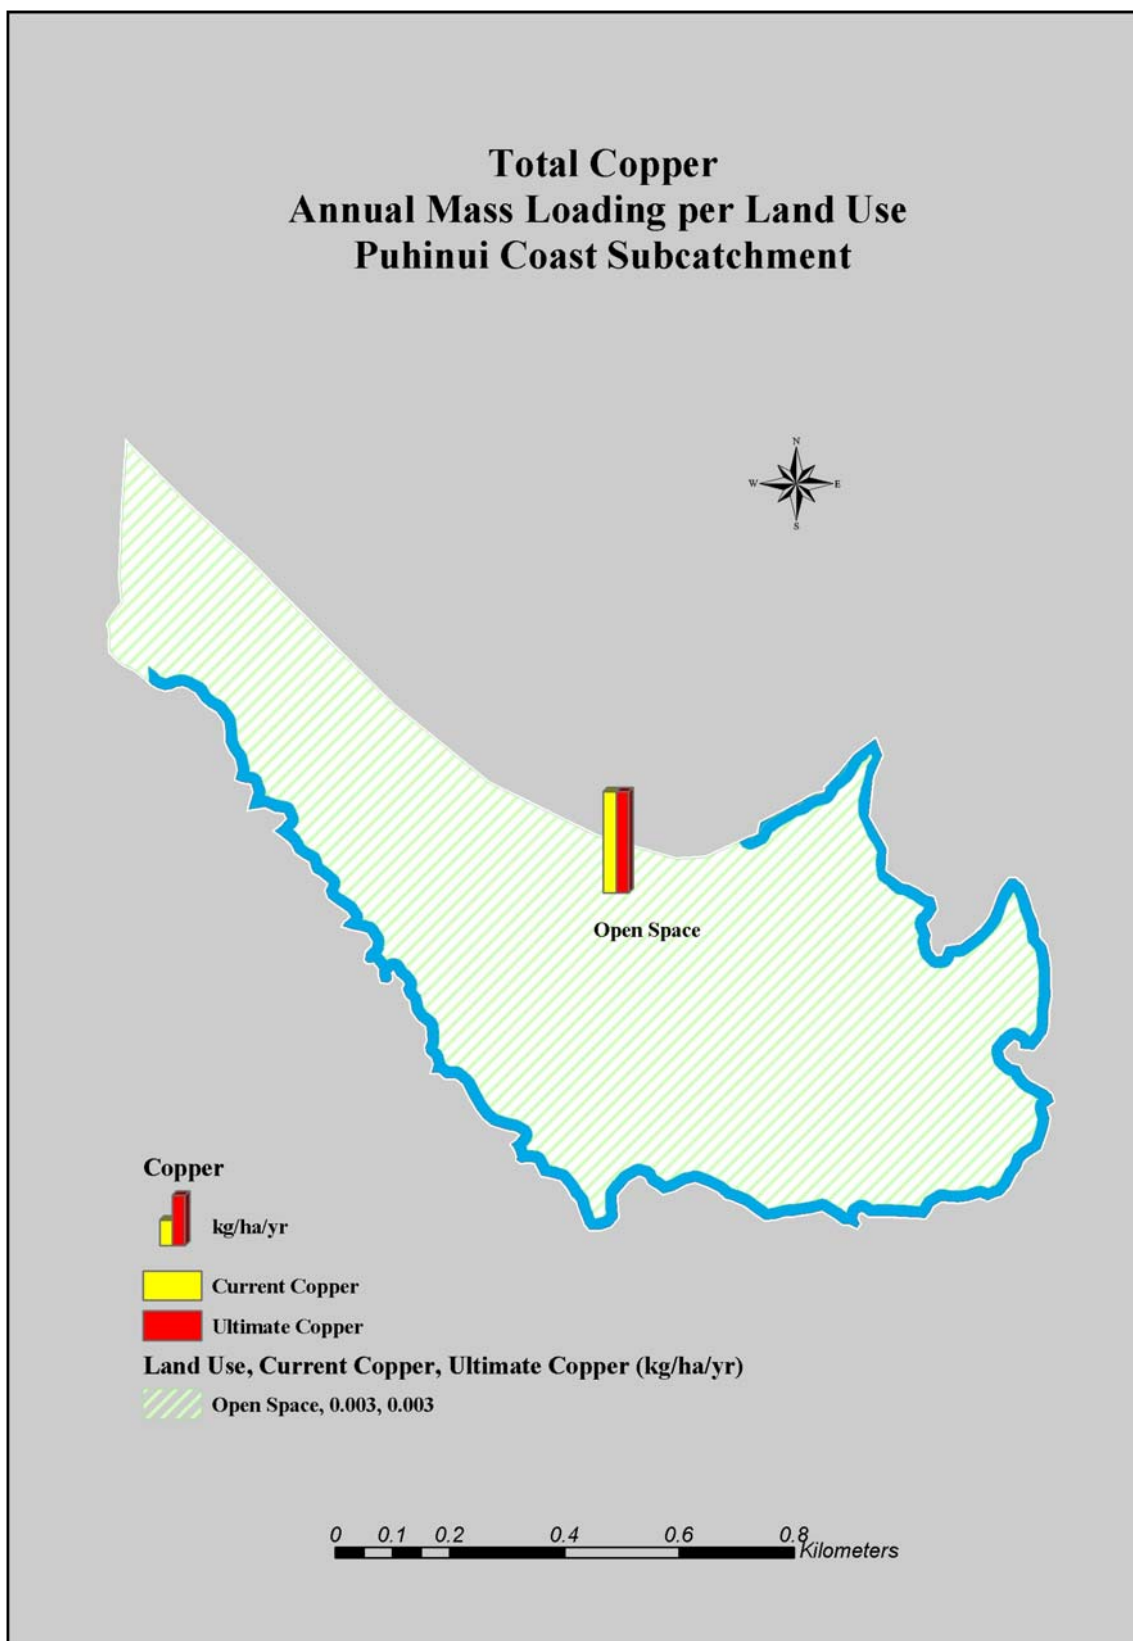 Total Copper
Annual Mass Loading per Land Use
Puhinui Coast Subcatchment
N
W E
S
Open Space
Copper
kg/ha/yr
Current Copper
Ultimate Copper
Land Use, Current Copper, Ultimate Copper (kg/ha/yr)
Open Space, 0.003, 0.003
0 0.1 0.2 0.4 0.6 0.8
Kilometers